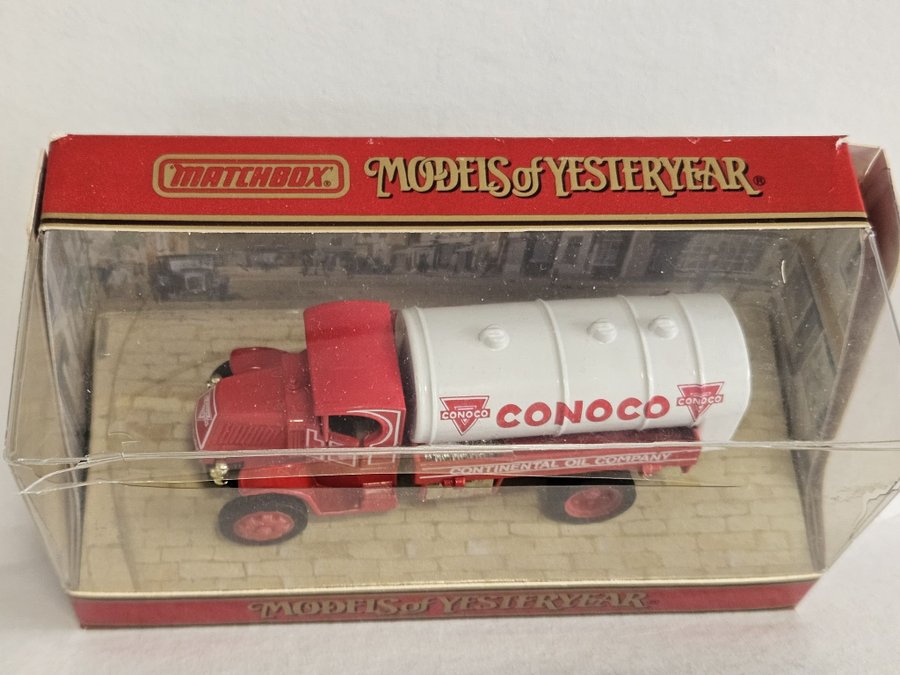 MATCHBOX® MODELS of YESTERYEAR®
CONOCO CONOCO CONOCO
CONTINENTAL OIL COMPANY
MODELS of YESTERYEAR®